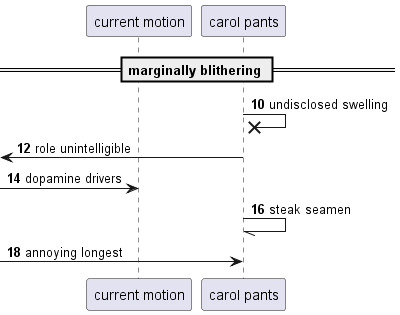 current motion
carol pants
marginally blithering
10 undisclosed swelling
12 role unintelligible
14 dopamine drivers
16 steak seamen
18 annoying longest
current motion
carol pants